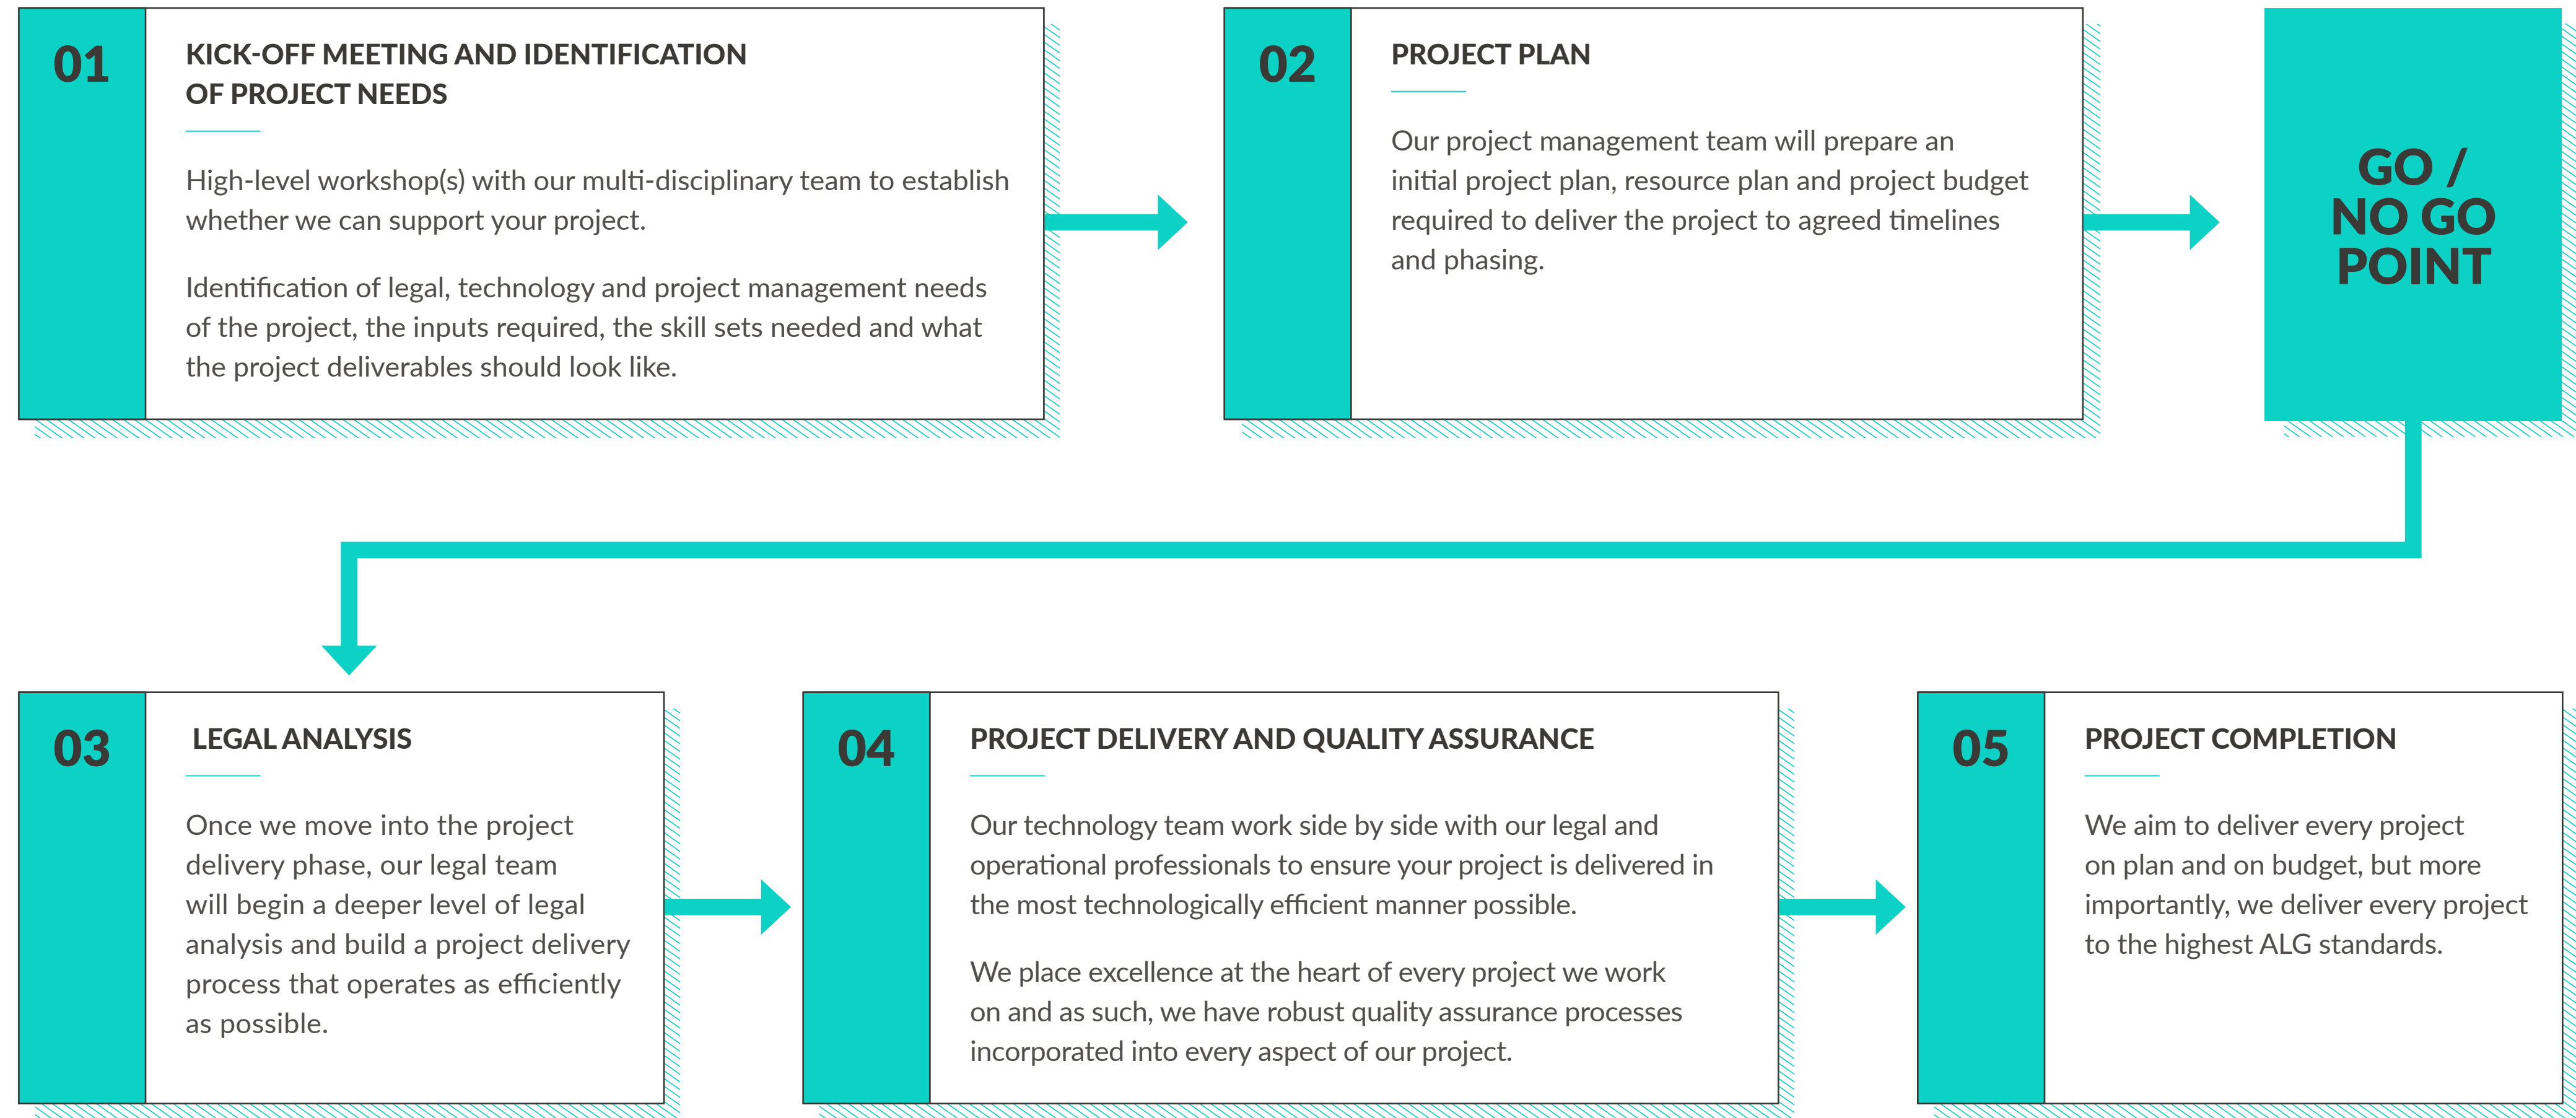 01
KICK-OFF MEETING AND IDENTIFICATION
OF PROJECT NEEDS
High-level workshop(s) with our multi-disciplinary team to establish
whether we can support your project.
Identification of legal, technology and project management needs
of the project, the inputs required, the skill sets needed and what
the project deliverables should look like.
02
PROJECT PLAN
Our project management team will prepare an
initial project plan, resource plan and project budget
required to deliver the project to agreed timelines
and phasing.
GO /
NO GO
POINT
03
LEGAL ANALYSIS
Once we move into the project
delivery phase, our legal team
will begin a deeper level of legal
analysis and build a project delivery
process that operates as efficiently
as possible.
04
PROJECT DELIVERY AND QUALITY ASSURANCE
Our technology team work side by side with our legal and
operational professionals to ensure your project is delivered in
the most technologically efficient manner possible.
We place excellence at the heart of every project we work
on and as such, we have robust quality assurance processes
incorporated into every aspect of our project.
05
PROJECT COMPLETION
We aim to deliver every project
on plan and on budget, but more
importantly, we deliver every project
to the highest ALG standards.